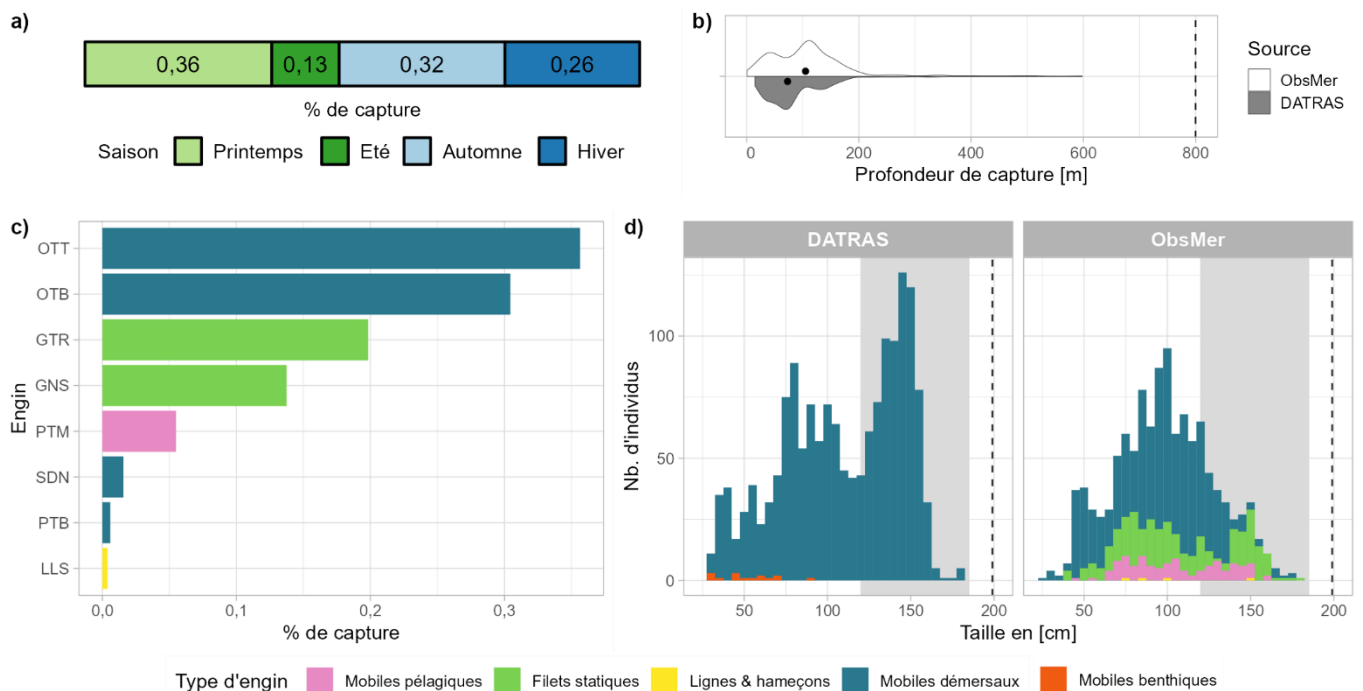 a)
0,36 0,13 0,32 0,26
% de capture
Saison Printemps Eté Automne Hiver
b)
0 200 400 600 800
Profondeur de capture [m]
Source
ObsMer
DATRAS
c)
Engin
OTT
OTB
GTR
GNS
PTM
SDN
PTB
LLS
0,0 0,1 0,2 0,3
% de capture
d)
DATRAS ObsMer
Nb. d'individus
100
50
0
50 100 150 200 50 100 150 200
Taille en [cm]
Type d'engin Mobiles pélagiques Filets statiques Lignes & hameçons Mobiles démersaux Mobiles benthiques